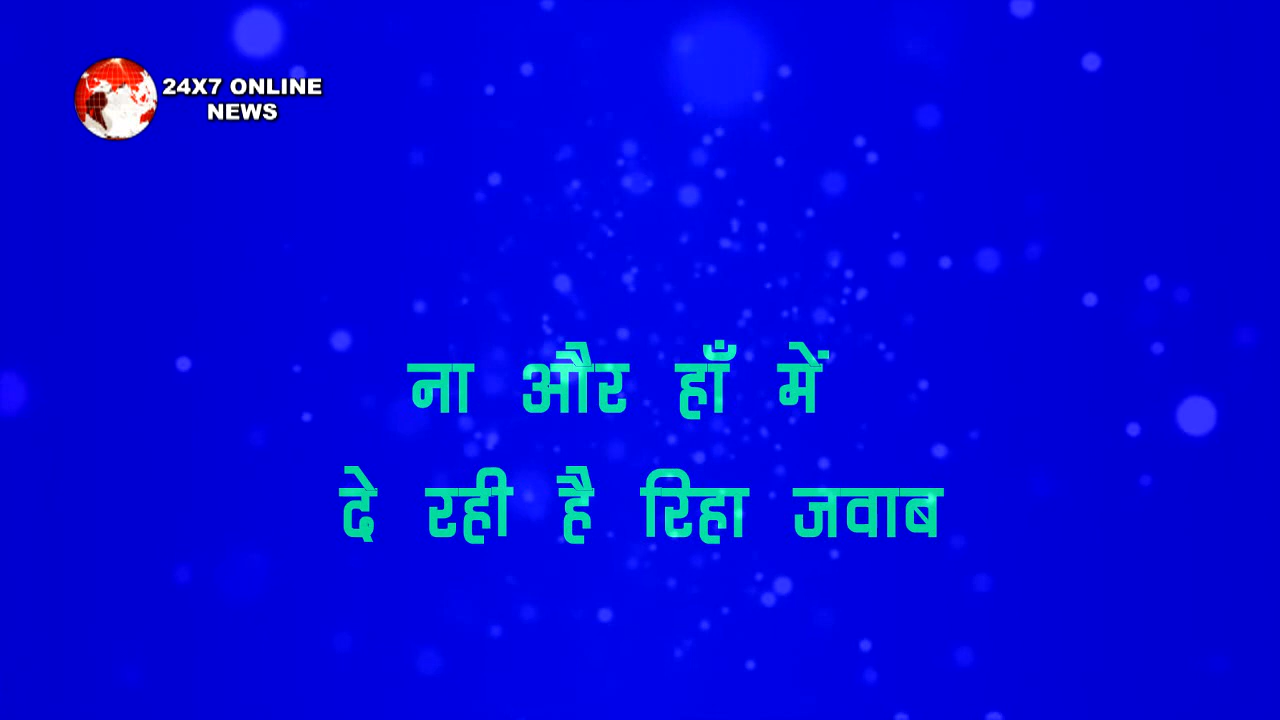 24X7 ONLINE
NEWS
ना और हाँ में
दे रही है रिहा जवाब